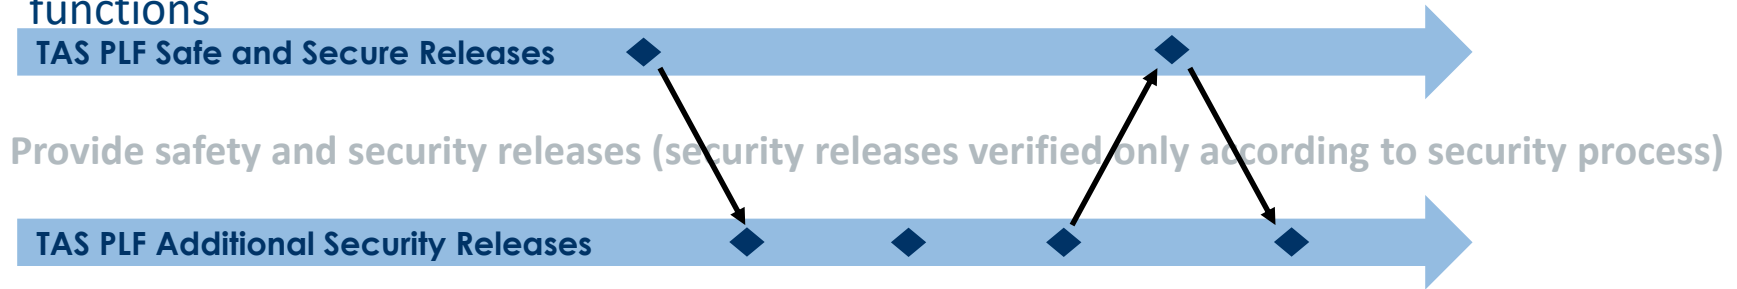 functions
TAS PLF Safe and Secure Releases
Provide safety and security releases (security releases verified only according to security process)
TAS PLF Additional Security Releases